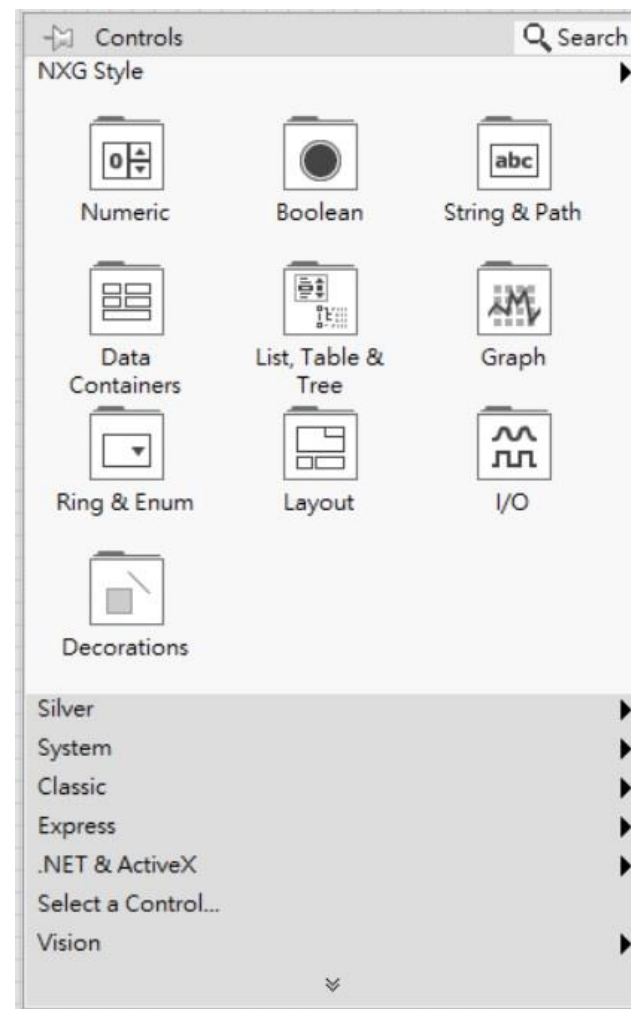 Controls
Search
NXG Style
0
abc
Numeric
Boolean
String & Path
Data
Containers
List, Table &
Tree
Graph
Ring & Enum
Layout
I/O
Decorations
Silver
System
Classic
Express
.NET & ActiveX
Select a Control...
Vision